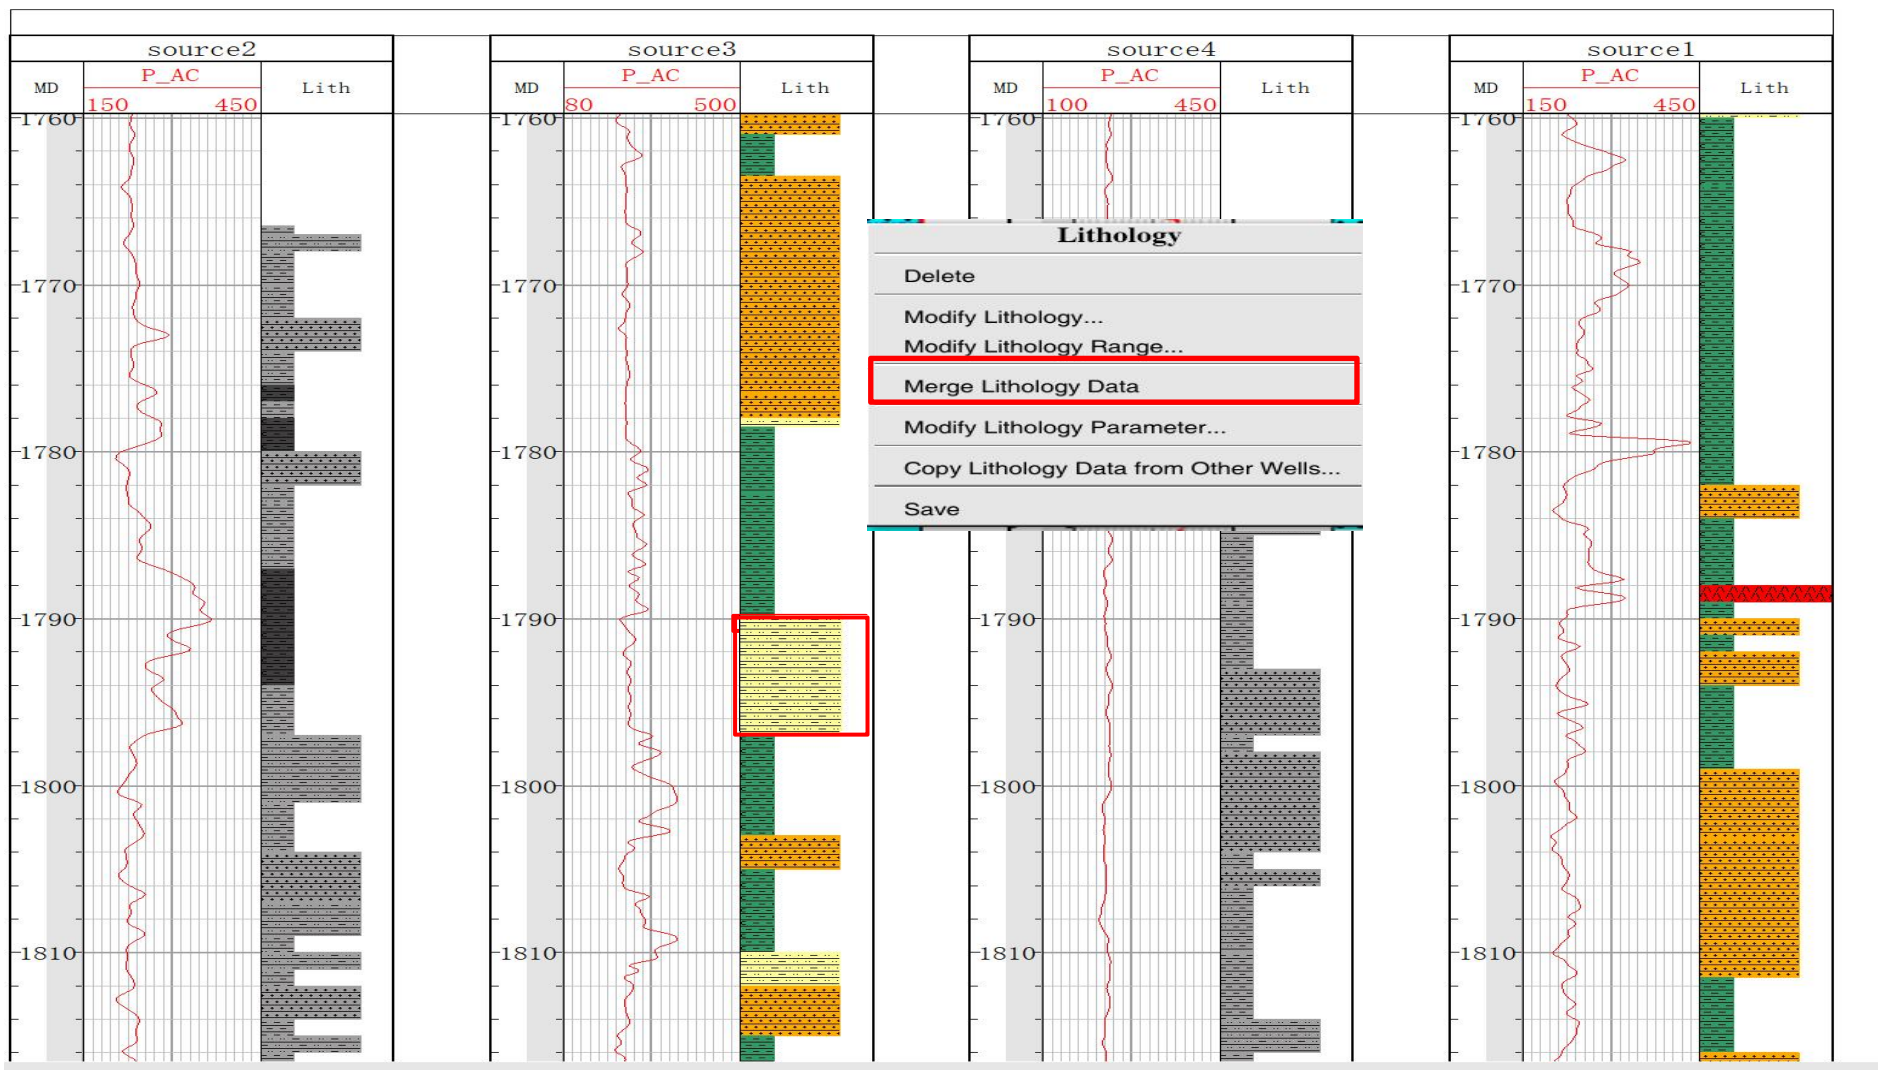 source2 source3 source4 source1
MD P_AC Lith MD P_AC Lith MD P_AC Lith MD P_AC Lith
150 450 80 500 100 450 150 450
1760 1760 1760 1760
Lithology
Delete
1770 1770 1770
Modify Lithology...
Modify Lithology Range...
Merge Lithology Data
Modify Lithology Parameter...
1780 1780 1780
Copy Lithology Data from Other Wells...
Save
1790 1790 1790 1790
1800 1800 1800 1800
1810 1810 1810 1810